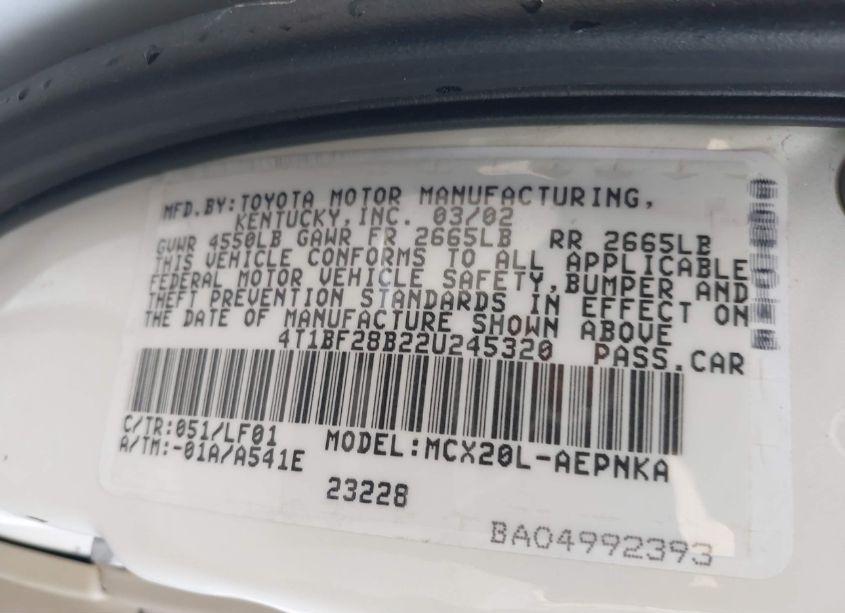 MFD.BY:TOYOTA MOTOR MANUFACTURING,
KENTUCKY,INC. 03/02
GVWR 4550LB GAWR FR 2665LB RR 2665LB
THIS VEHICLE CONFORMS TO ALL APPLICABLE
FEDERAL MOTOR VEHICLE SAFETY,BUMPER AND
THEFT PREVENTION STANDARDS IN EFFECT ON
THE DATE OF MANUFACTURE SHOWN ABOVE
4T1BF28B22U245320 PASS.CAR
C/TR:051/LF01
A/TM:-01A/A541E
MODEL:MCX20L-AEPNKA
23228
BA04992393